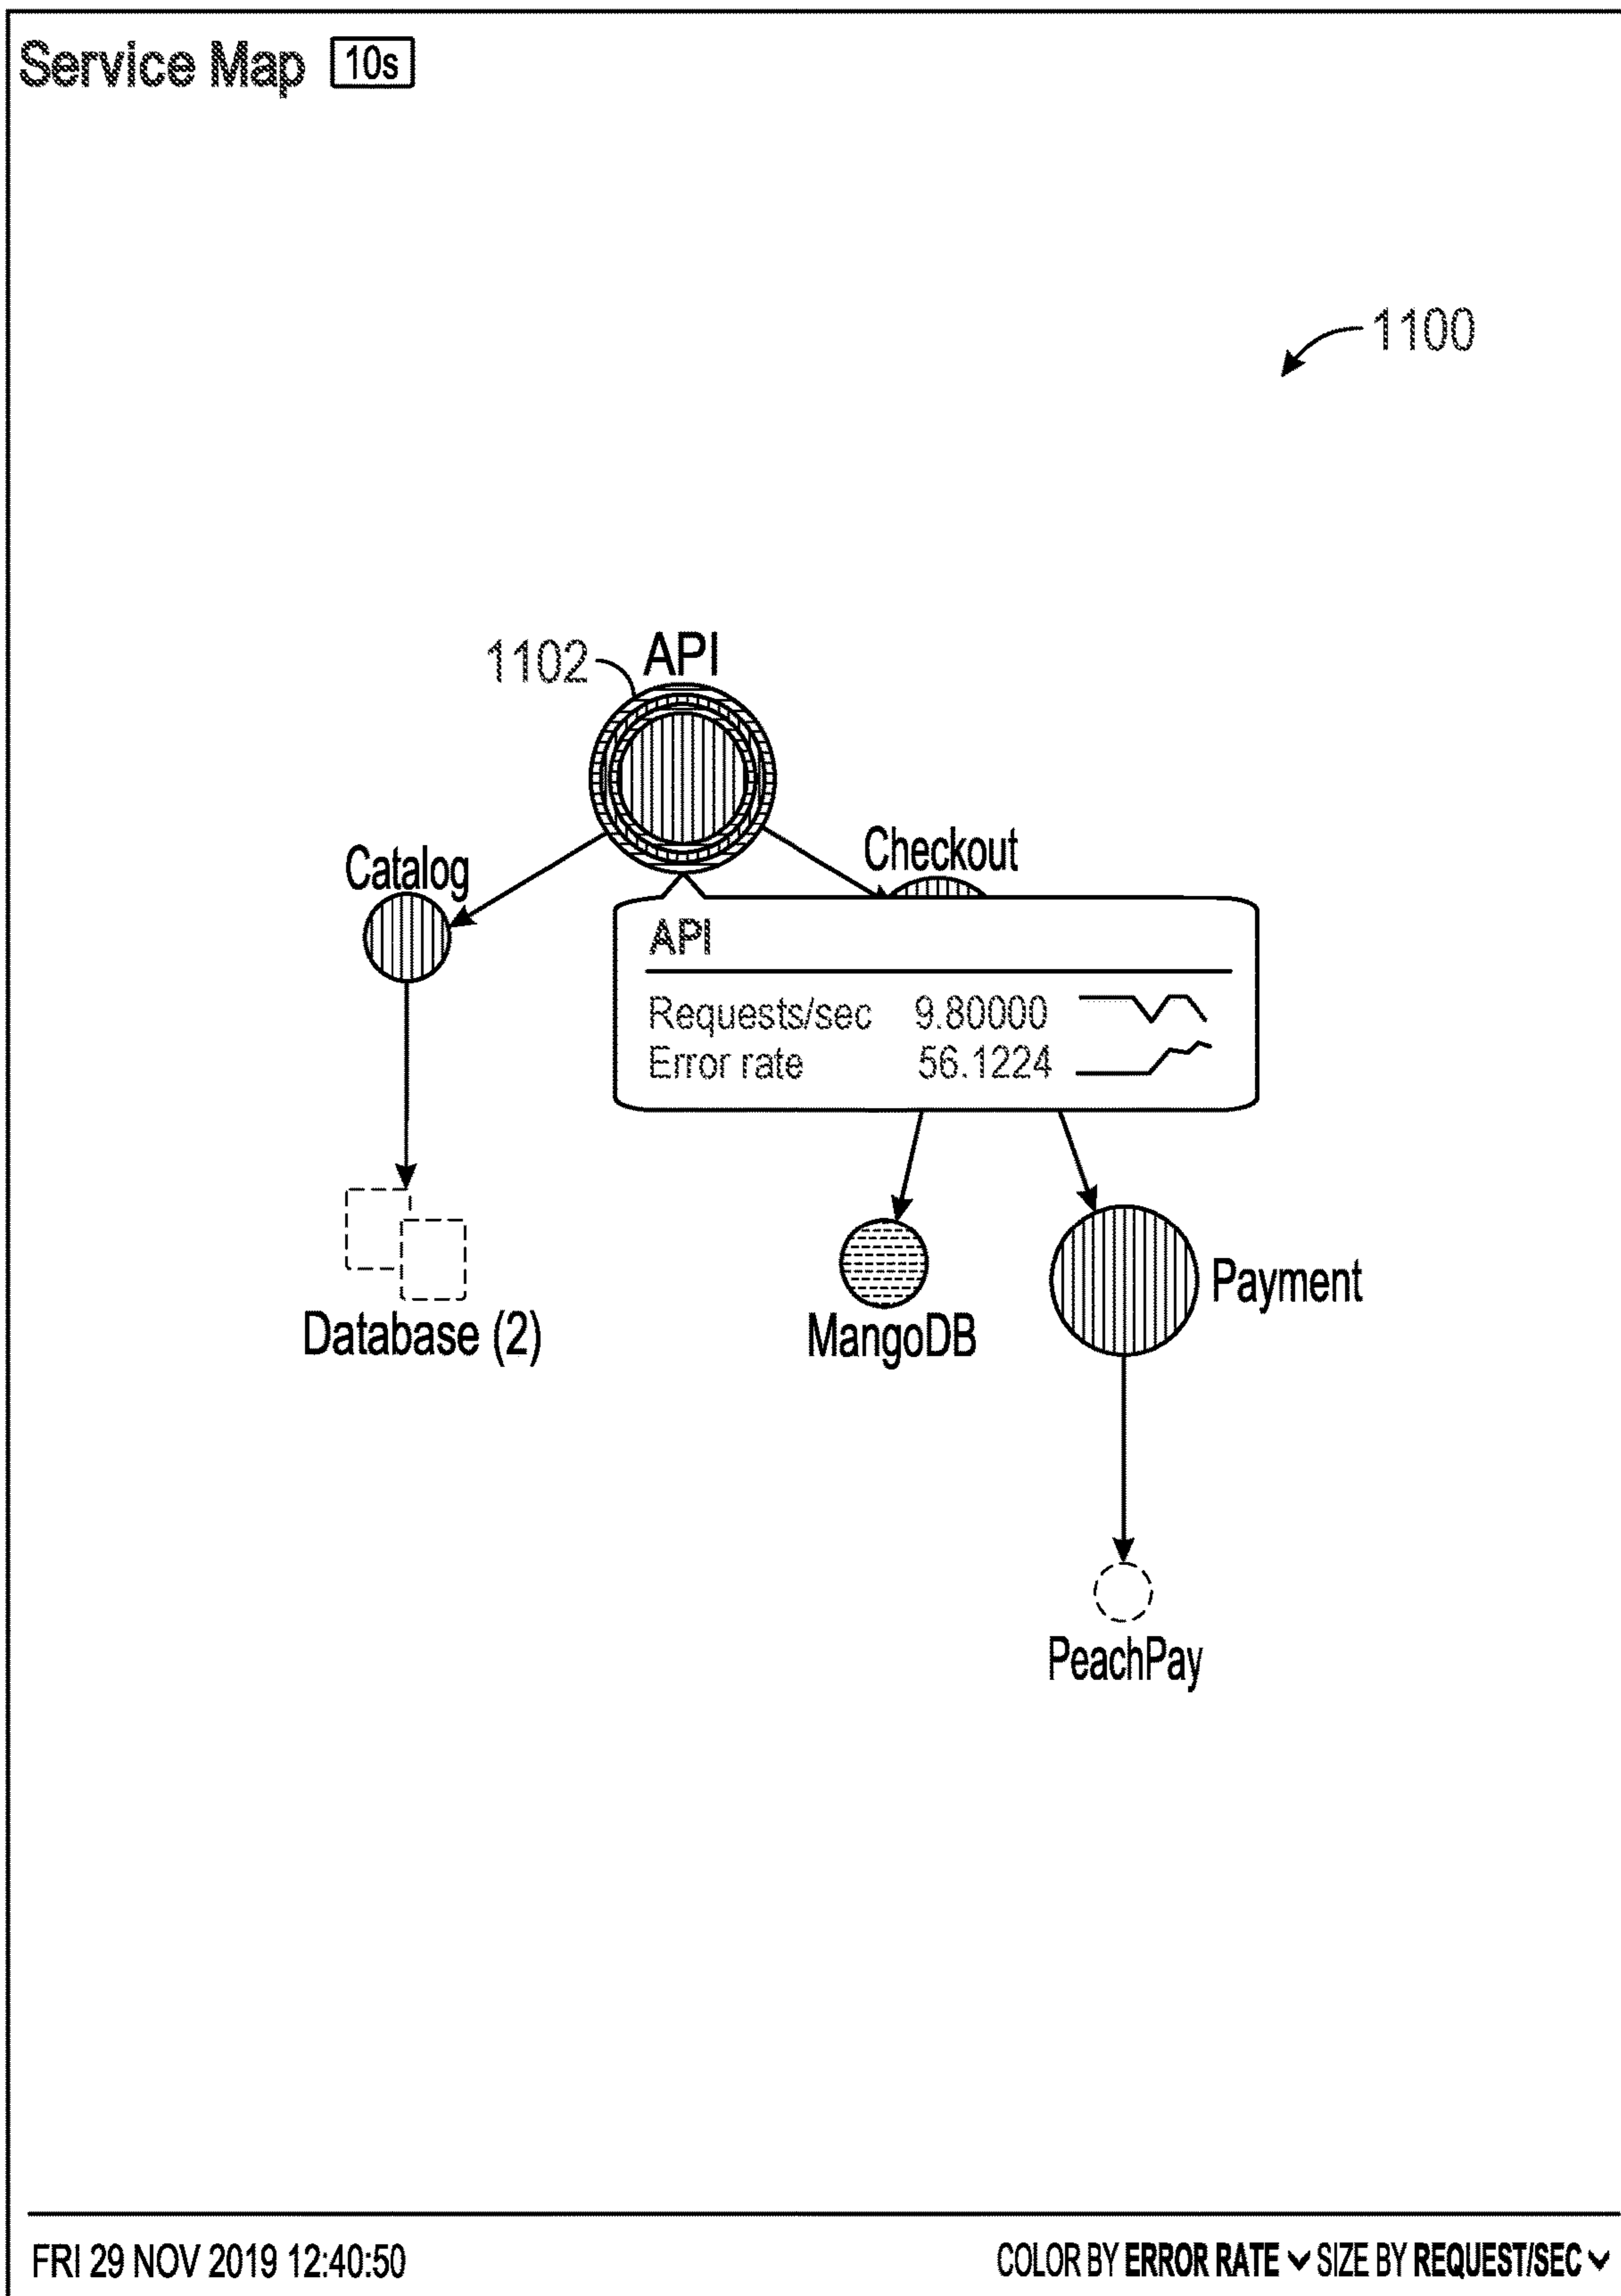 Service Map 10s
1100
1102 API
Catalog
Checkout
API
Requests/sec 9.80000
Error rate 56.1224
Database (2)
MangoDB
Payment
PeachPay
FRI 29 NOV 2019 12:40:50
COLOR BY ERROR RATE SIZE BY REQUEST/SEC